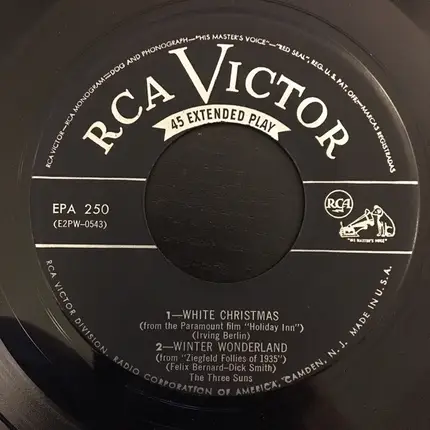 RCA VICTOR—RCA MONOGRAM=DOG AND PHONOGRAPH—"HIS MASTER'S VOICE"—"RED SEAL", REG. U. S. PAT. OFF.—MARCAS REGISTRADAS
RCA VICTOR
45 EXTENDED PLAY
EPA 250
(E2PW-0543)
RCA
"HIS MASTER'S VOICE"
1—WHITE CHRISTMAS
(from the Paramount film "Holiday Inn")
(Irving Berlin)
2—WINTER WONDERLAND
(from "Ziegfeld Follies of 1935")
(Felix Bernard-Dick Smith)
The Three Suns
RCA VICTOR DIVISION, RADIO CORPORATION OF AMERICA, CAMDEN, N. J. MADE IN U.S.A.